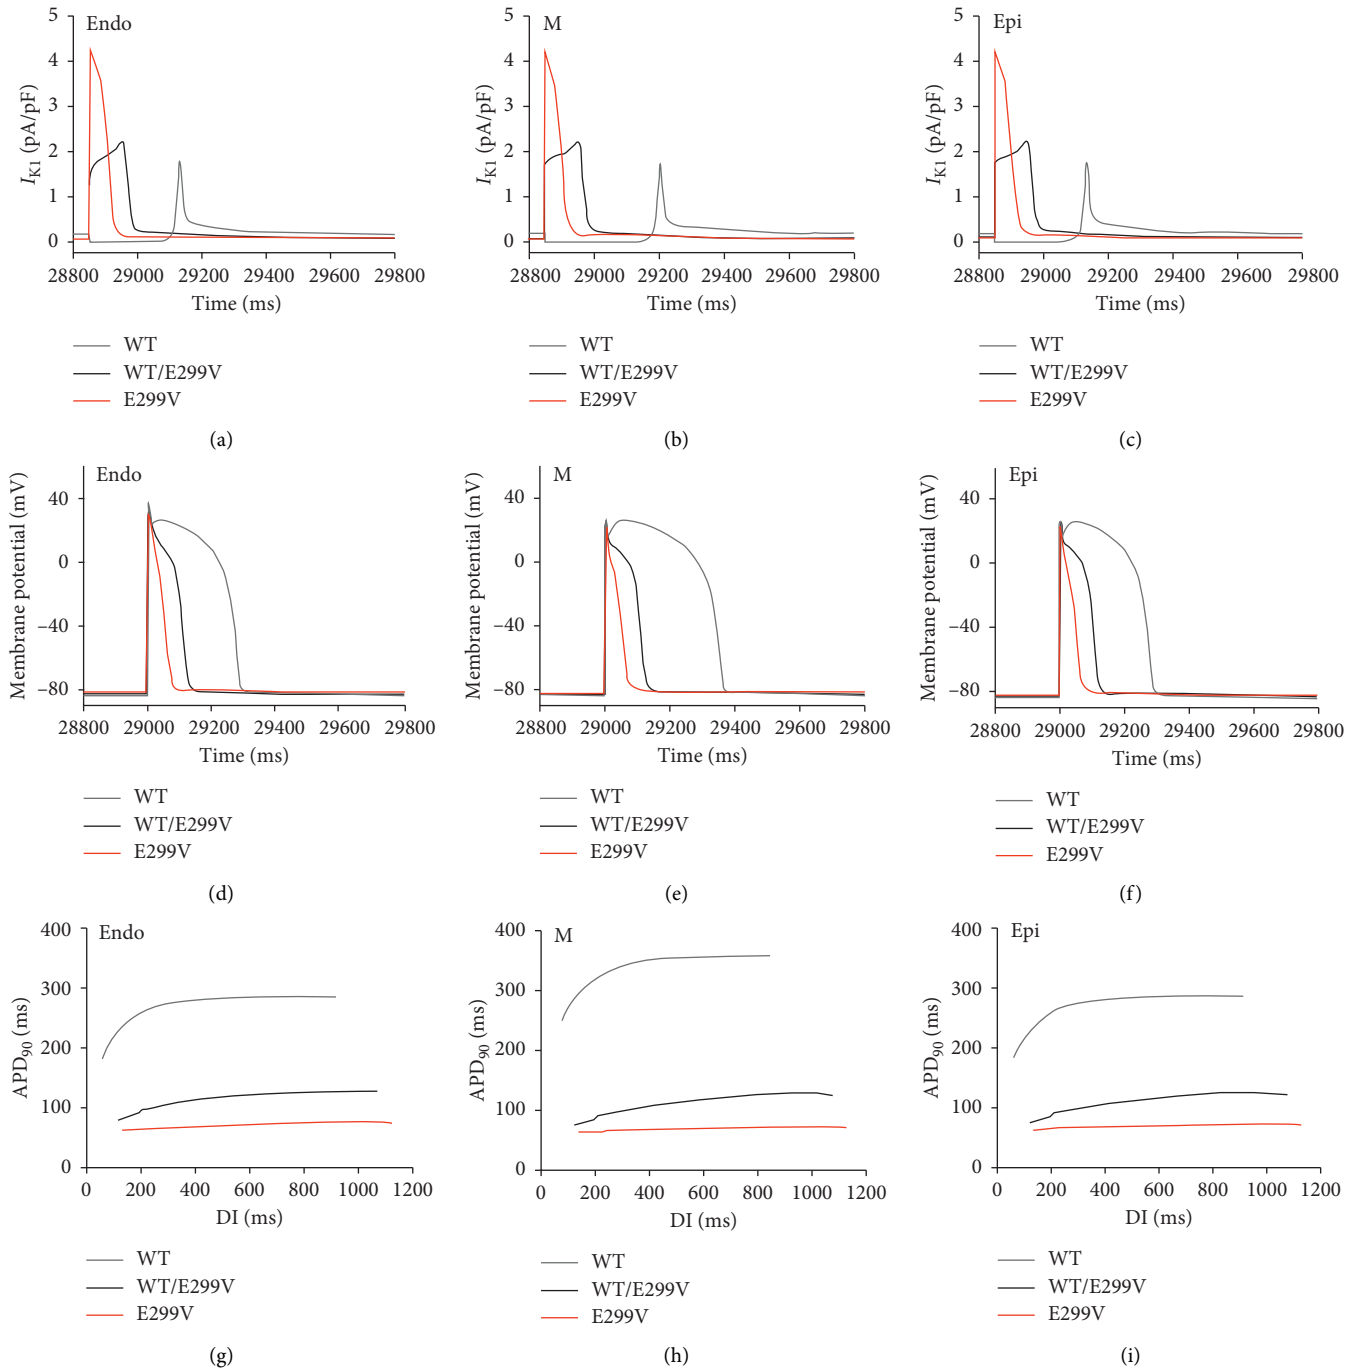 Endo
I_K1 (pA/pF)
5
4
3
2
1
0
28800 29000 29200 29400 29600 29800
Time (ms)
WT
WT/E299V
E299V
(a)
M
I_K1 (pA/pF)
5
4
3
2
1
0
28800 29000 29200 29400 29600 29800
Time (ms)
WT
WT/E299V
E299V
(b)
Epi
I_K1 (pA/pF)
5
4
3
2
1
0
28800 29000 29200 29400 29600 29800
Time (ms)
WT
WT/E299V
E299V
(c)
Endo
Membrane potential (mV)
40
0
−40
−80
28800 29000 29200 29400 29600 29800
Time (ms)
WT
WT/E299V
E299V
(d)
M
Membrane potential (mV)
40
0
−40
−80
28800 29000 29200 29400 29600 29800
Time (ms)
WT
WT/E299V
E299V
(e)
Epi
Membrane potential (mV)
40
0
−40
−80
28800 29000 29200 29400 29600 29800
Time (ms)
WT
WT/E299V
E299V
(f)
Endo
APD90 (ms)
400
300
200
100
0
0 200 400 600 800 1000 1200
DI (ms)
WT
WT/E299V
E299V
(g)
M
APD90 (ms)
400
300
200
100
0
0 200 400 600 800 1000 1200
DI (ms)
WT
WT/E299V
E299V
(h)
Epi
APD90 (ms)
400
300
200
100
0
0 200 400 600 800 1000 1200
DI (ms)
WT
WT/E299V
E299V
(i)